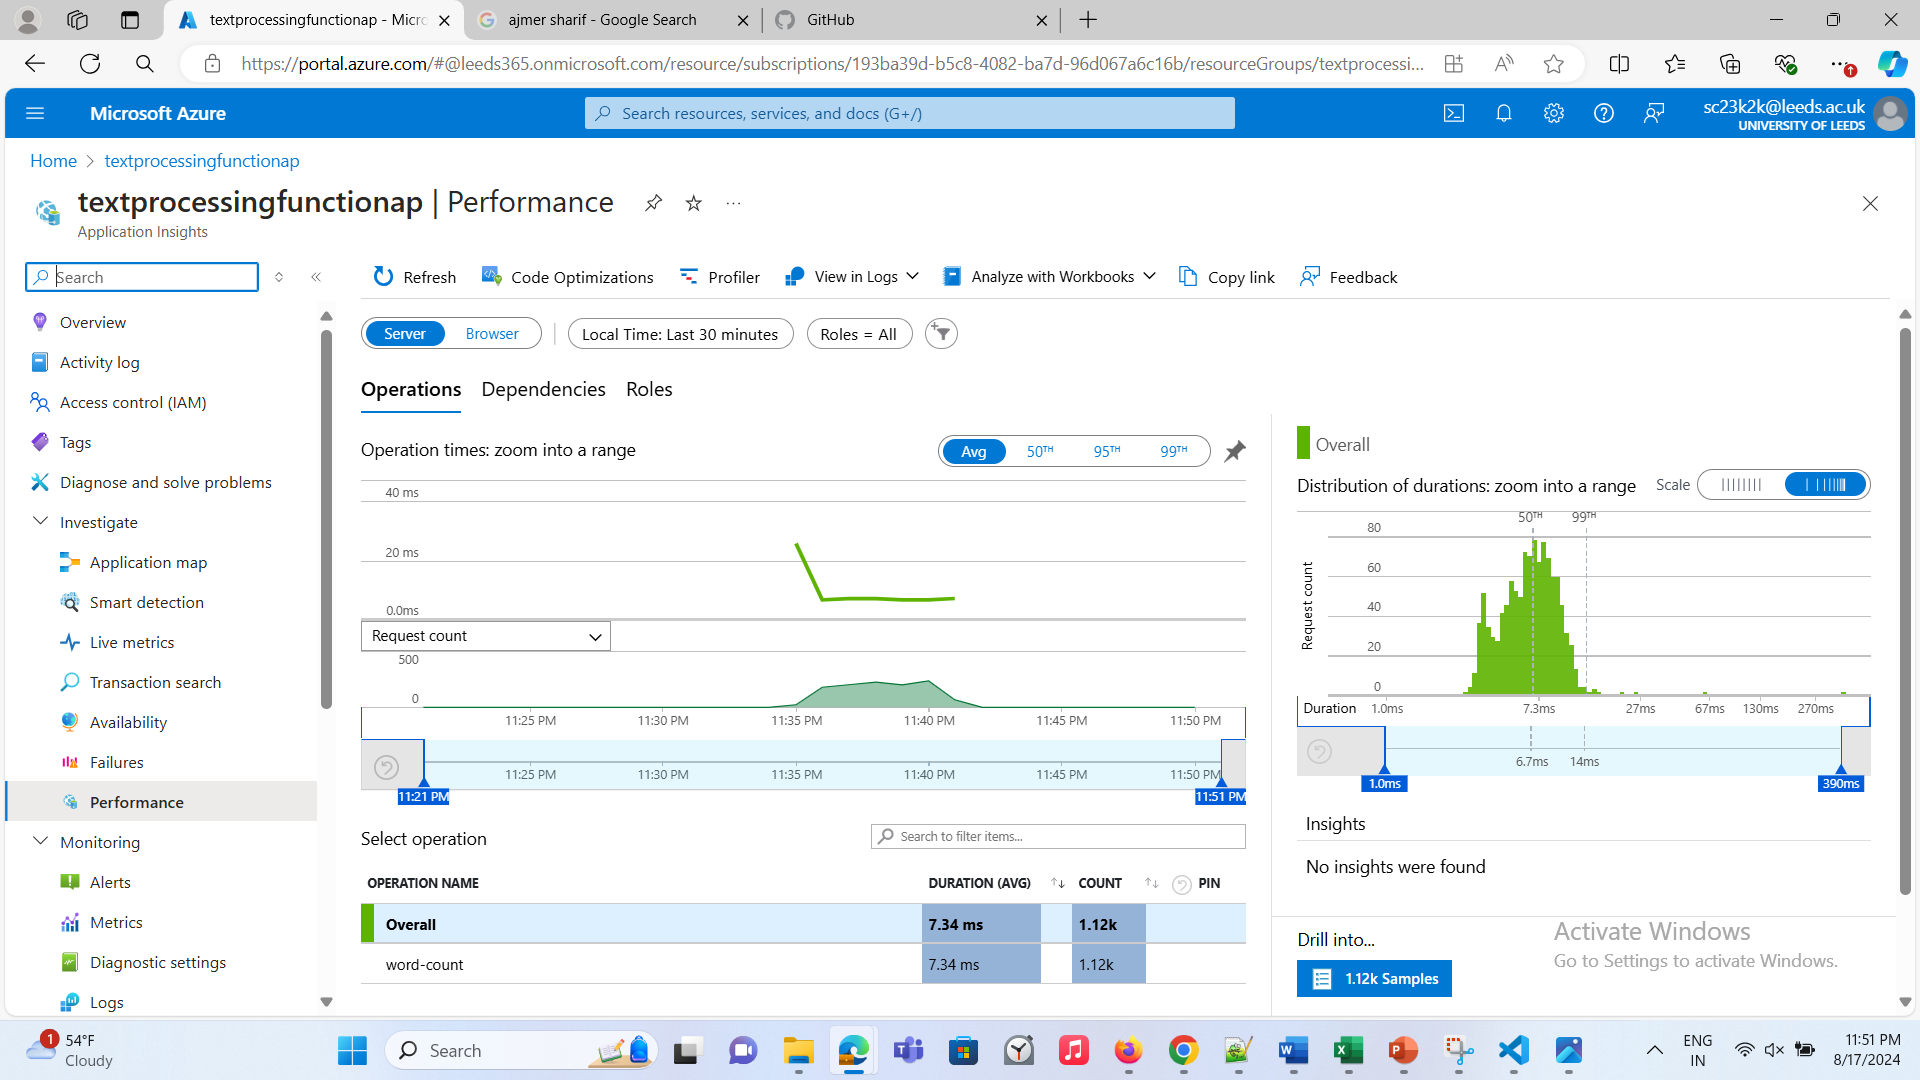 textprocessingfunctionap - Micro
ajmer sharif - Google Search
GitHub
https://portal.azure.com/#@leeds365.onmicrosoft.com/resource/subscriptions/193ba39d-b5c8-4082-ba7d-96d067a6c16b/resourceGroups/textprocessi...
Microsoft Azure
Search resources, services, and docs (G+/)
sc23k2k@leeds.ac.uk
UNIVERSITY OF LEEDS
Home > textprocessingfunctionap
textprocessingfunctionap | Performance
Application Insights
Search
Refresh
Code Optimizations
Profiler
View in Logs
Analyze with Workbooks
Copy link
Feedback
Overview
Activity log
Access control (IAM)
Tags
Diagnose and solve problems
Investigate
Application map
Smart detection
Live metrics
Transaction search
Availability
Failures
Performance
Monitoring
Alerts
Metrics
Diagnostic settings
Logs
Server
Browser
Local Time: Last 30 minutes
Roles = All
Operations
Dependencies
Roles
Operation times: zoom into a range
Avg
50TH
95TH
99TH
40 ms
20 ms
0.0ms
Request count
500
0
11:25 PM
11:30 PM
11:35 PM
11:40 PM
11:45 PM
11:50 PM
11:25 PM
11:30 PM
11:35 PM
11:40 PM
11:45 PM
11:50 PM
11:21 PM
11:51 PM
Select operation
Search to filter items...
OPERATION NAME
DURATION (AVG)
COUNT
PIN
Overall
7.34 ms
1.12k
word-count
7.34 ms
1.12k
Overall
Distribution of durations: zoom into a range
Scale
50TH
99TH
Request count
80
60
40
20
0
Duration
1.0ms
7.3ms
27ms
67ms
130ms
270ms
6.7ms
14ms
1.0ms
390ms
Insights
No insights were found
Drill into...
1.12k Samples
Activate Windows
Go to Settings to activate Windows.
1
54°F
Cloudy
Search
ENG
IN
11:51 PM
8/17/2024